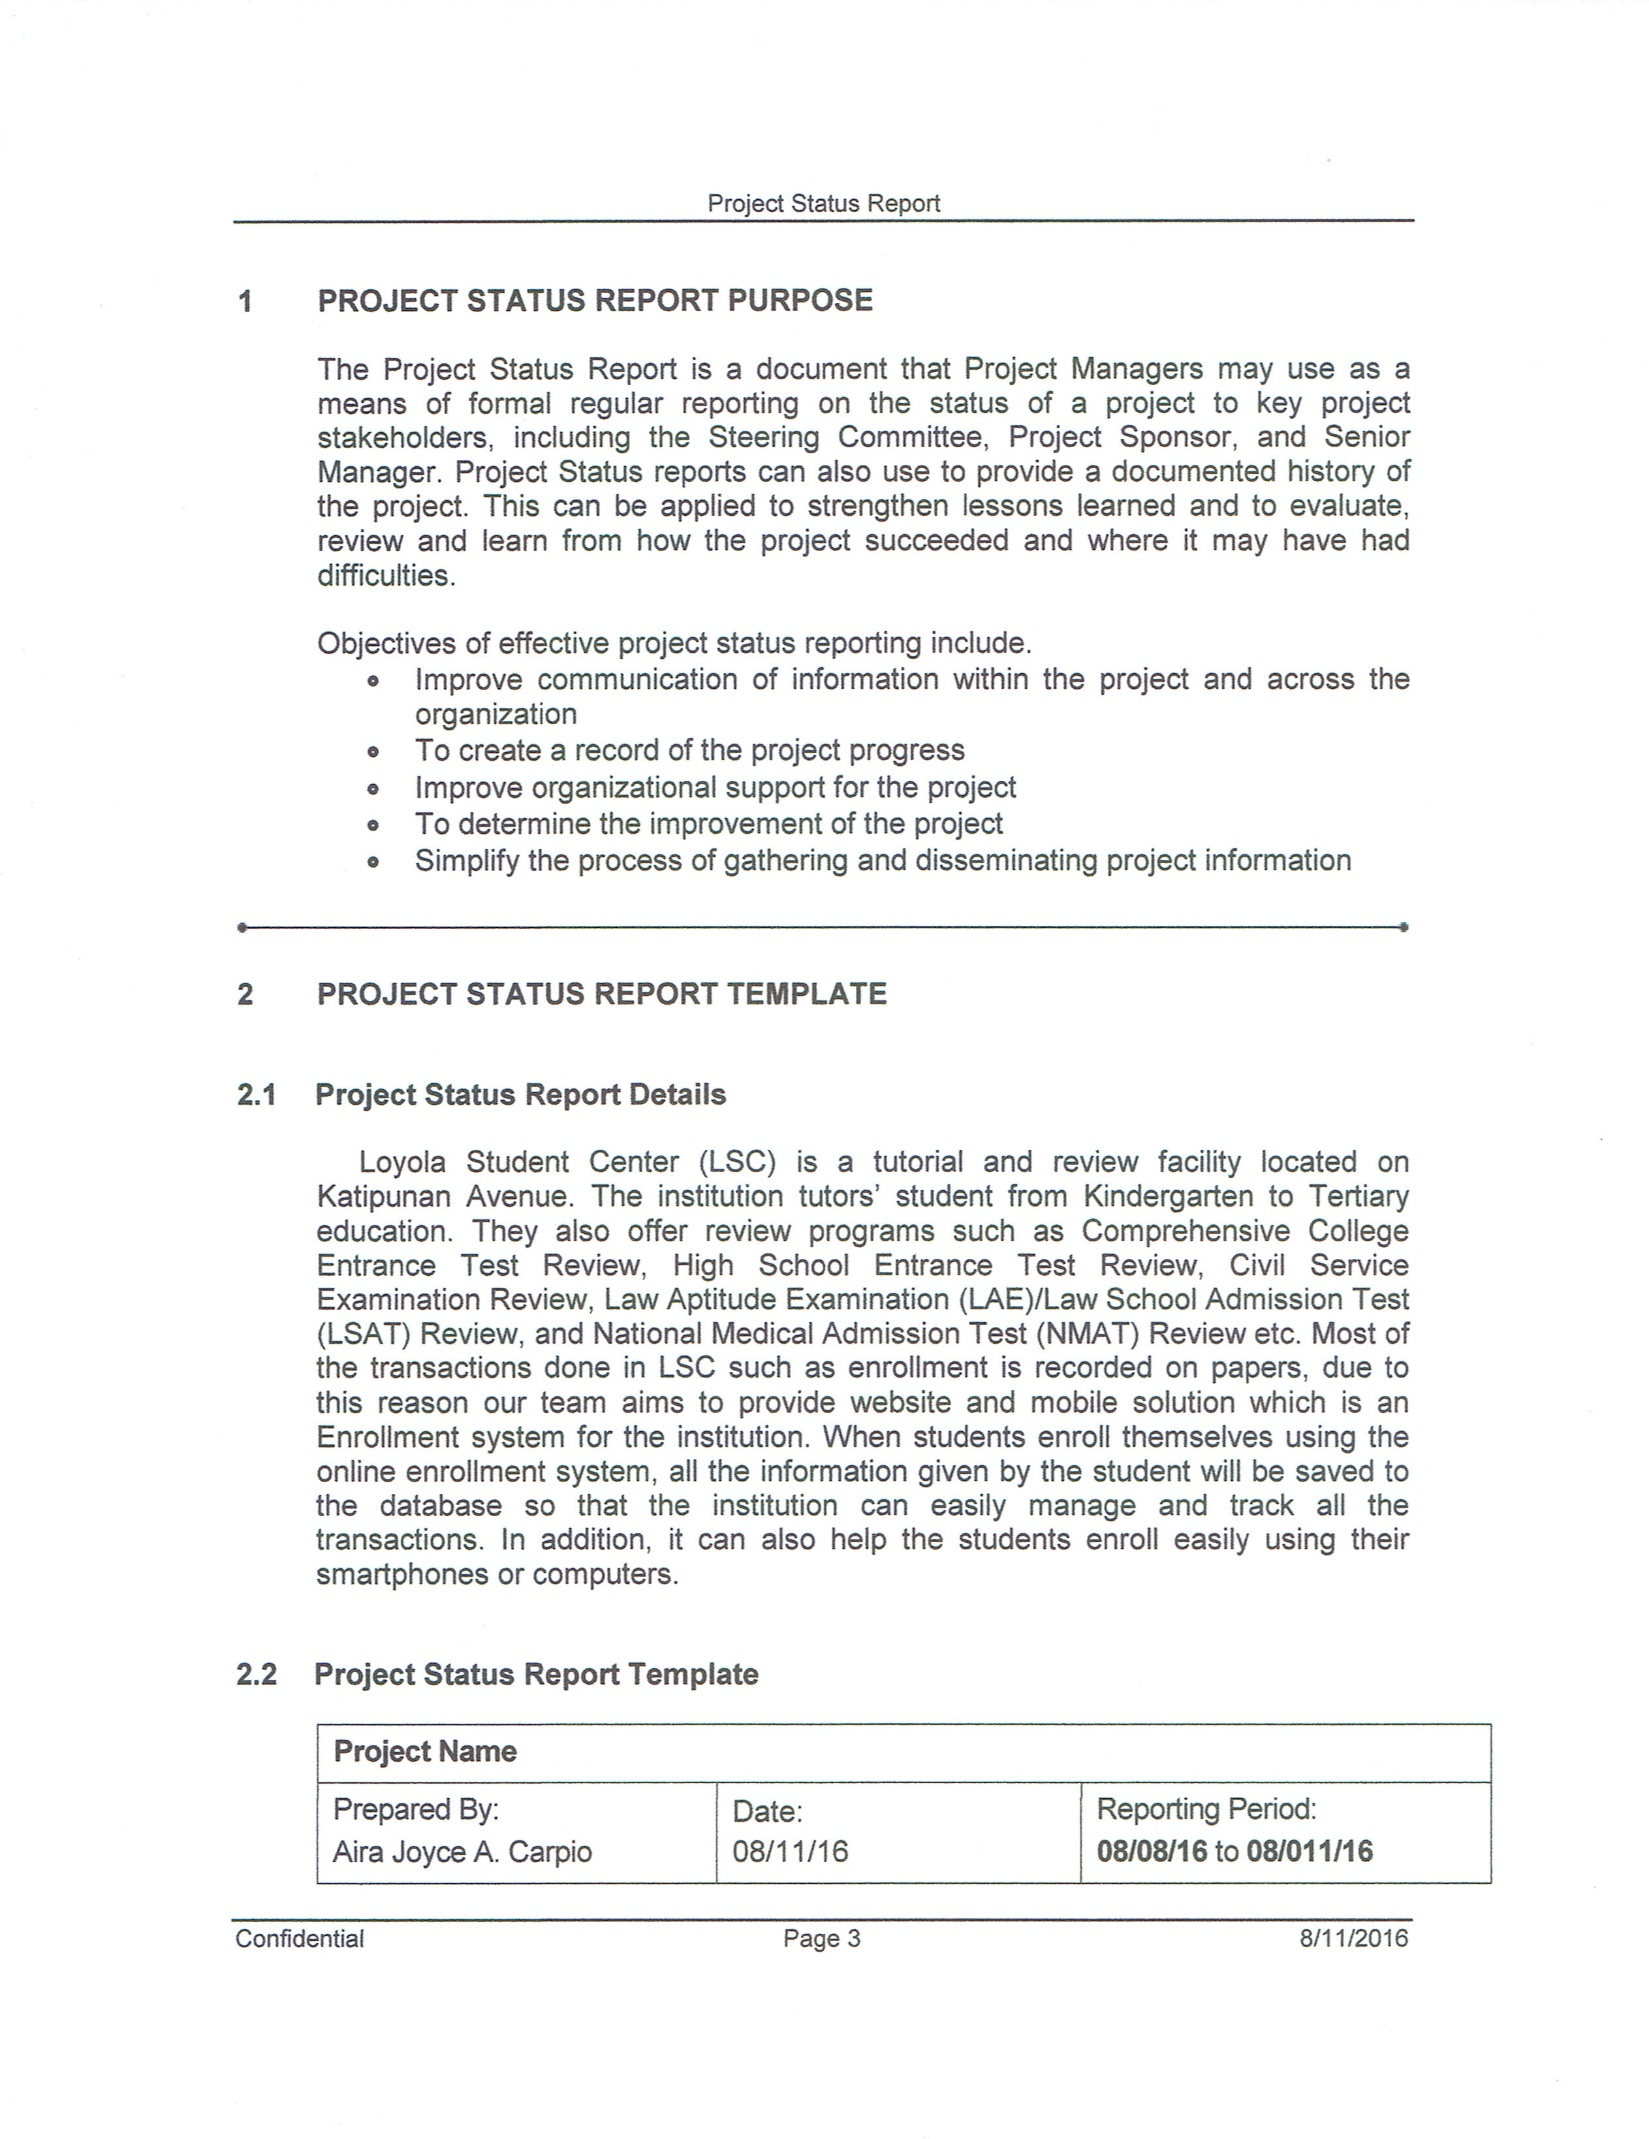 Project Status Report
1 PROJECT STATUS REPORT PURPOSE
The Project Status Report is a document that Project Managers may use as a
means of formal regular reporting on the status of a project to key project
stakeholders, including the Steering Committee, Project Sponsor, and Senior
Manager. Project Status reports can also use to provide a documented history of
the project. This can be applied to strengthen lessons learned and to evaluate,
review and learn from how the project succeeded and where it may have had
difficulties.
Objectives of effective project status reporting include.
• Improve communication of information within the project and across the
organization
• To create a record of the project progress
• Improve organizational support for the project
• To determine the improvement of the project
• Simplify the process of gathering and disseminating project information
2 PROJECT STATUS REPORT TEMPLATE
2.1 Project Status Report Details
Loyola Student Center (LSC) is a tutorial and review facility located on
Katipunan Avenue. The institution tutors’ student from Kindergarten to Tertiary
education. They also offer review programs such as Comprehensive College
Entrance Test Review, High School Entrance Test Review, Civil Service
Examination Review, Law Aptitude Examination (LAE)/Law School Admission Test
(LSAT) Review, and National Medical Admission Test (NMAT) Review etc. Most of
the transactions done in LSC such as enrollment is recorded on papers, due to
this reason our team aims to provide website and mobile solution which is an
Enrollment system for the institution. When students enroll themselves using the
online enrollment system, all the information given by the student will be saved to
the database so that the institution can easily manage and track all the
transactions. In addition, it can also help the students enroll easily using their
smartphones or computers.
2.2 Project Status Report Template
Project Name
Prepared By: Date: Reporting Period:
Aira Joyce A. Carpio 08/11/16 08/08/16 to 08/011/16
Confidential Page 3 8/11/2016